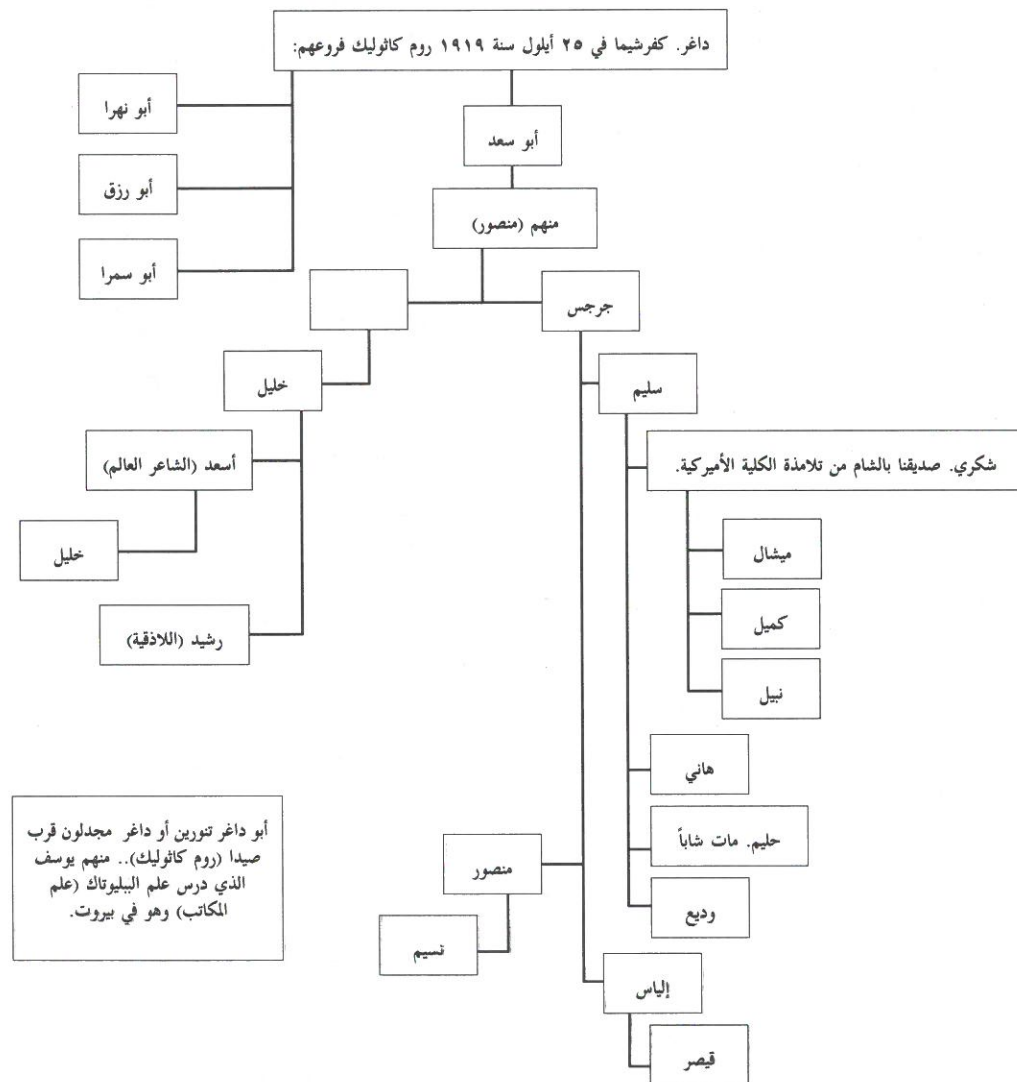 داغر. كفرشيما في ٢٥ أيلول سنة ١٩١٩ روم كاثوليك فروعهم:
أبو نهرا
أبو سعد
أبو رزق
منهم (منصور)
أبو سمرا
جرجس
خليل
سليم
أسعد (الشاعر العالم)
شكري. صديقنا بالشام من تلامذة الكلية الأميركية.
خليل
ميشال
كميل
رشيد (اللاذقية)
نبيل
هاني
حليم. مات شاباً
منصور
وديع
نسيم
إلياس
قيصر
أبو داغر تنورين أو داغر مجدلون قرب
صيدا (روم كاثوليك).. منهم يوسف
الذي درس علم الببليوتاك (علم
المكاتب) وهو في بيروت.